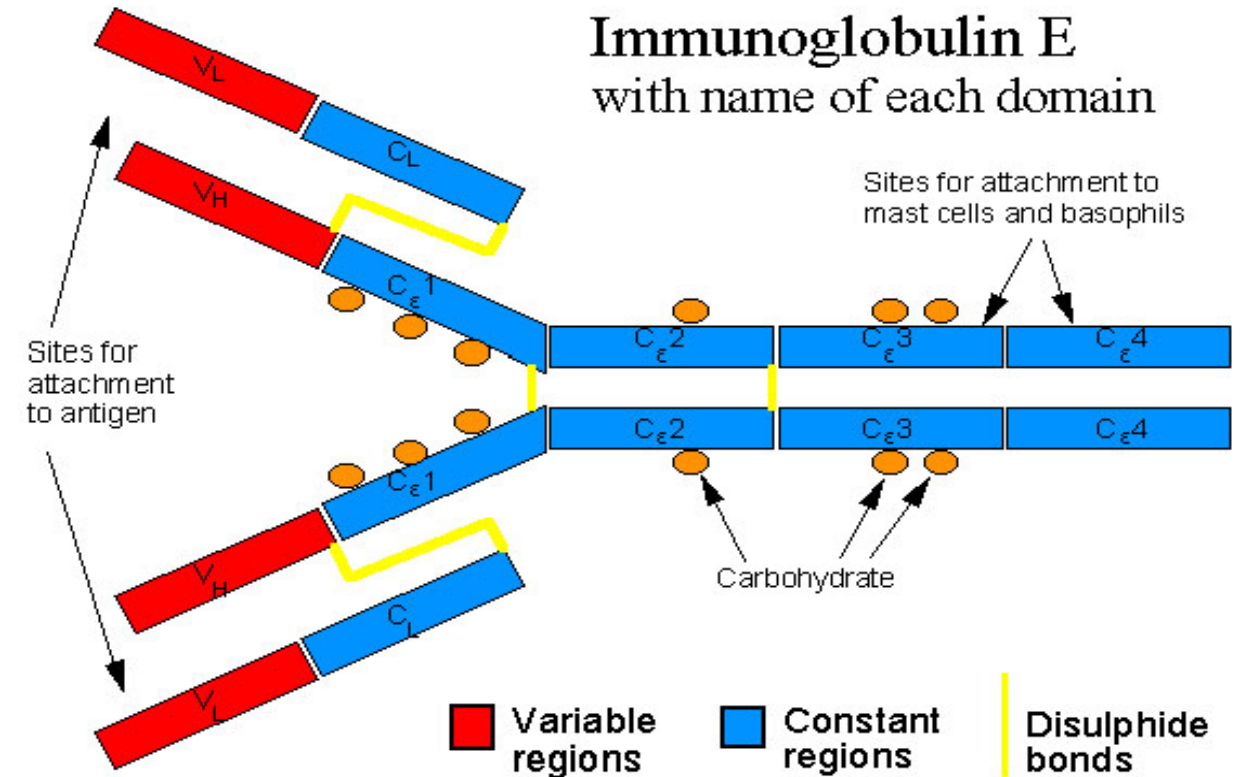 Immunoglobulin E
with name of each domain
VL
CL
VH
Cε1
Sites for attachment to
mast cells and basophils
Cε2
Cε3
Cε4
Sites for
attachment
to antigen
Cε2
Cε3
Cε4
Cε1
VH
CL
VL
Carbohydrate
Variable
regions
Constant
regions
Disulphide
bonds